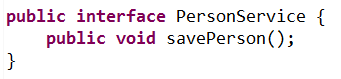 public interface PersonService {
    public void savePerson();
}